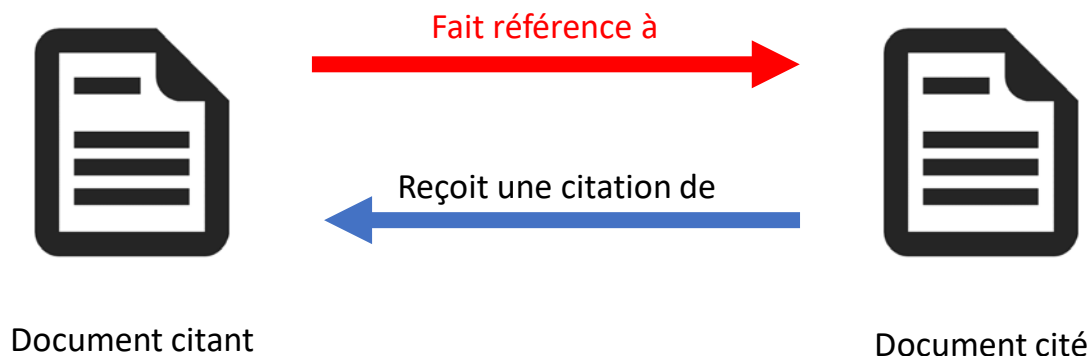 Fait référence à
Reçoit une citation de
Document citant
Document cité